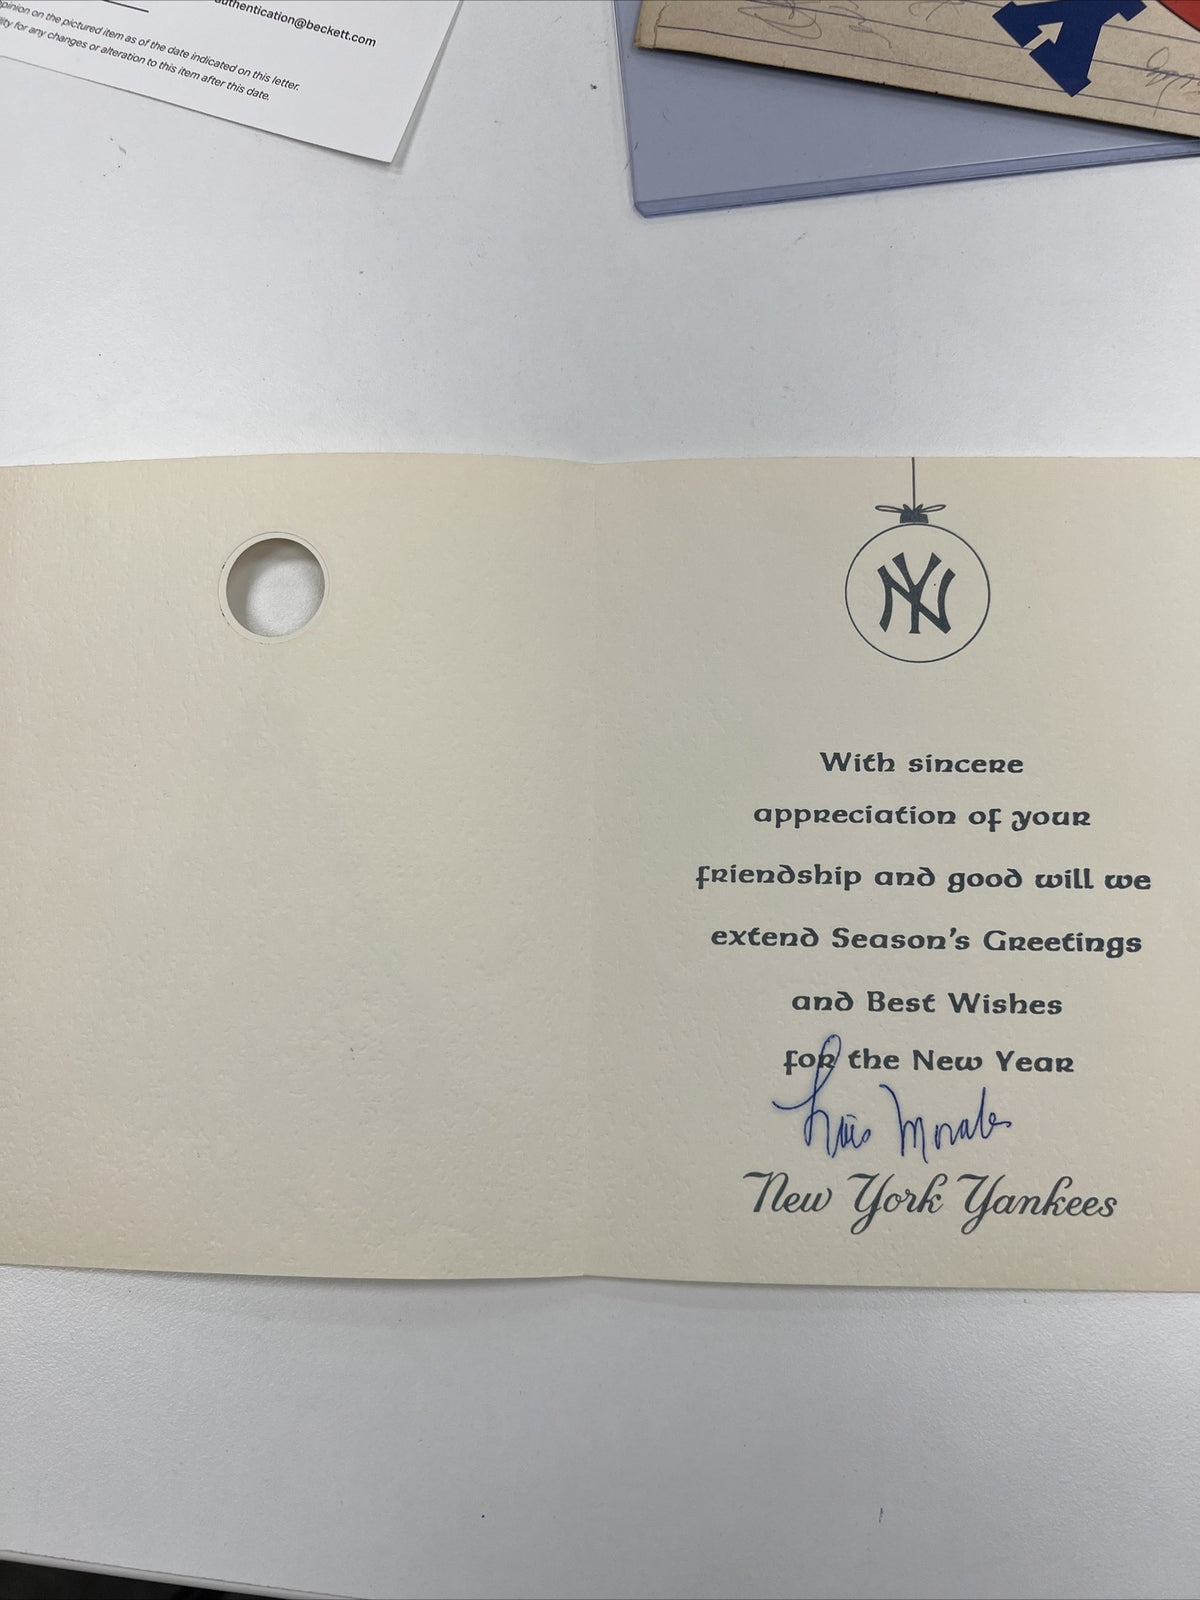 authentication@beckett.com
opinion on the pictured item as of the date indicated on this letter.
for any changes or alteration to this item after this date.
NY
With sincere
appreciation of your
friendship and good will we
extend Season's Greetings
and Best Wishes
for the New Year
Luis Morales
New York Yankees